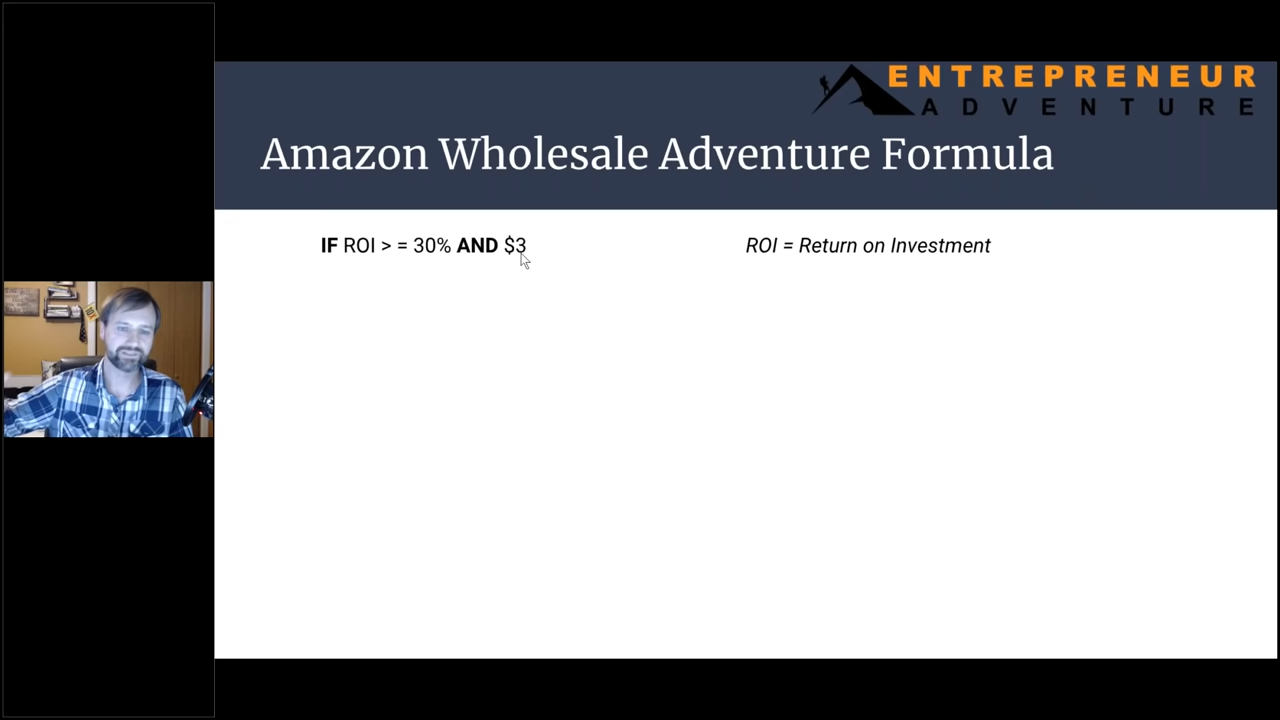 ENTREPRENEUR
ADVENTURE
Amazon Wholesale Adventure Formula
IF ROI > = 30% AND $3
ROI = Return on Investment